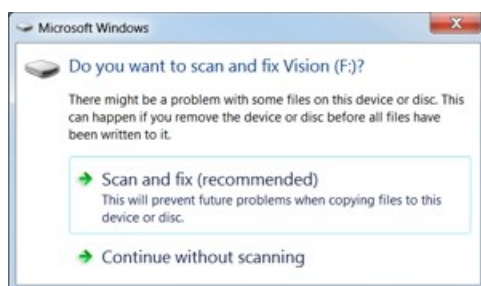 Microsoft Windows
Do you want to scan and fix Vision (F:)?
There might be a problem with some files on this device or disc. This
can happen if you remove the device or disc before all files have
been written to it.
Scan and fix (recommended)
This will prevent future problems when copying files to this
device or disc.
Continue without scanning